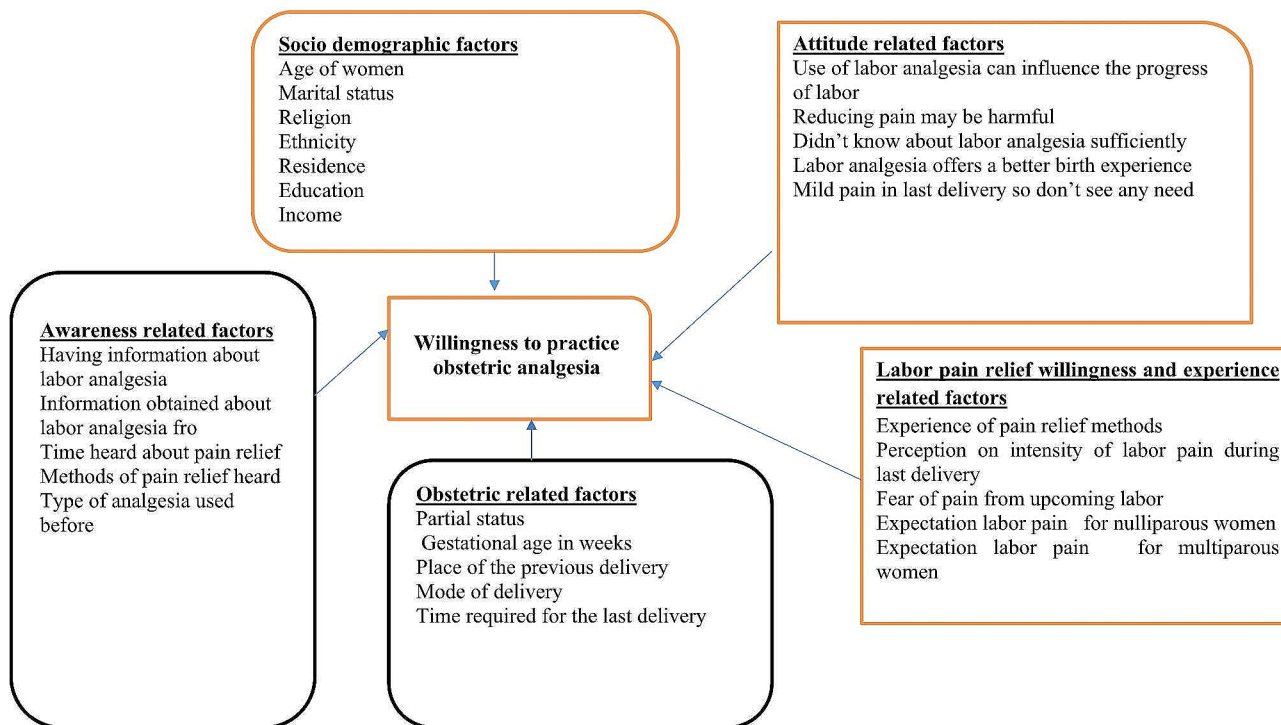 Socio demographic factors
Age of women
Marital status
Religion
Ethnicity
Residence
Education
Income
Attitude related factors
Use of labor analgesia can influence the progress
of labor
Reducing pain may be harmful
Didn’t know about labor analgesia sufficiently
Labor analgesia offers a better birth experience
Mild pain in last delivery so don’t see any need
Awareness related factors
Having information about
labor analgesia
Information obtained about
labor analgesia fro
Time heard about pain relief
Methods of pain relief heard
Type of analgesia used
before
Willingness to practice
obstetric analgesia
Labor pain relief willingness and experience
related factors
Experience of pain relief methods
Perception on intensity of labor pain during
last delivery
Fear of pain from upcoming labor
Expectation labor pain for nulliparous women
Expectation labor pain for multiparous
women
Obstetric related factors
Partial status
Gestational age in weeks
Place of the previous delivery
Mode of delivery
Time required for the last delivery